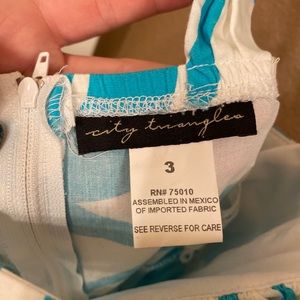 city triangles
3
RN# 75010
ASSEMBLED IN MEXICO
OF IMPORTED FABRIC
SEE REVERSE FOR CARE